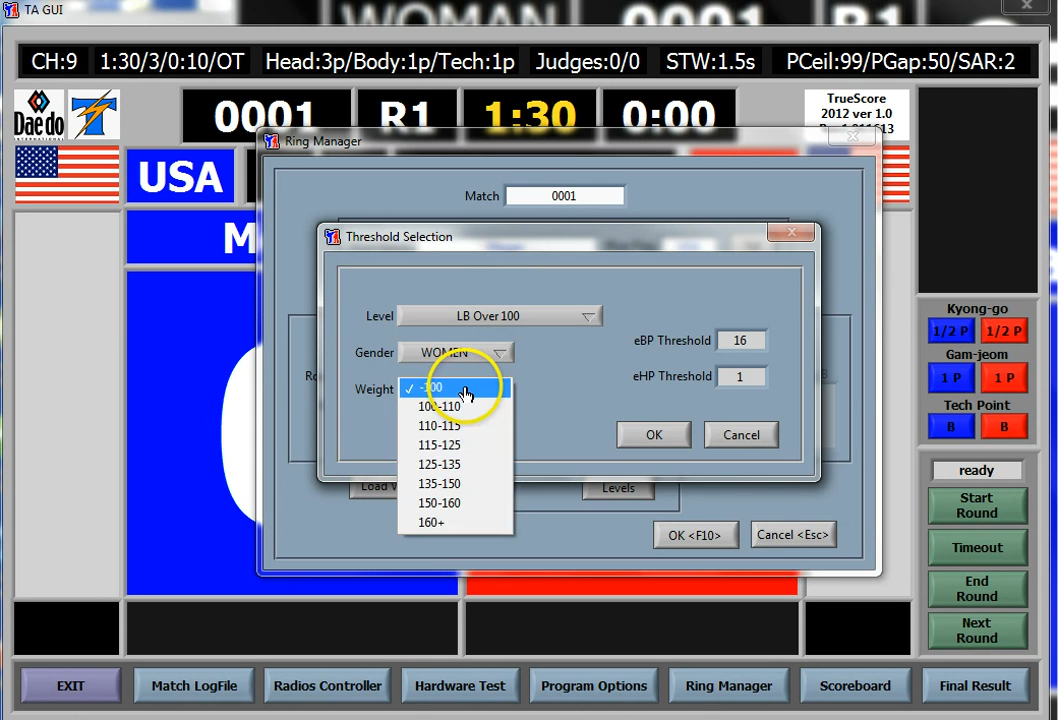 TA GUI
WOMAN 0001 R1
CH:9 1:30/3/0:10/OT Head:3p/Body:1p/Tech:1p Judges:0/0 STW:1.5s PCeil:99/PGap:50/SAR:2
Dae do
INTERNATIONAL
0001 R1 1:30 0:00
TrueScore
2012 ver 1.0
Ring Manager
USA
Match 0001
Threshold Selection
Level LB Over 100
Gender WOMEN
Weight -100
100-110
110-115
115-125
125-135
135-150
150-160
160+
eBP Threshold 16
eHP Threshold 1
OK Cancel
Levels
OK <F10> Cancel <Esc>
Kyong-go
1/2 P 1/2 P
Gam-jeom
1 P 1 P
Tech Point
B B
ready
Start
Round
Timeout
End
Round
Next
Round
EXIT Match LogFile Radios Controller Hardware Test Program Options Ring Manager Scoreboard Final Result